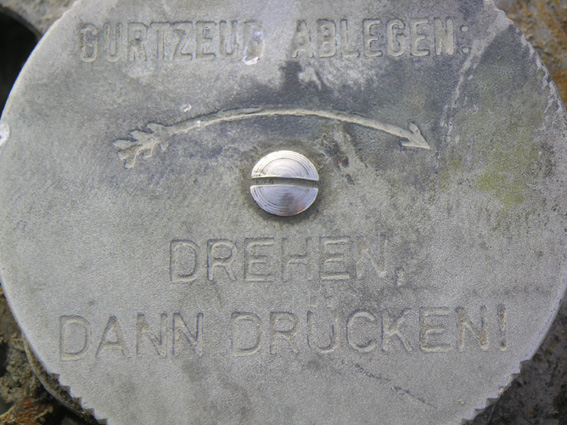 GURTZEUG ABLEGEN:
DREHEN,
DANN DRÜCKEN!